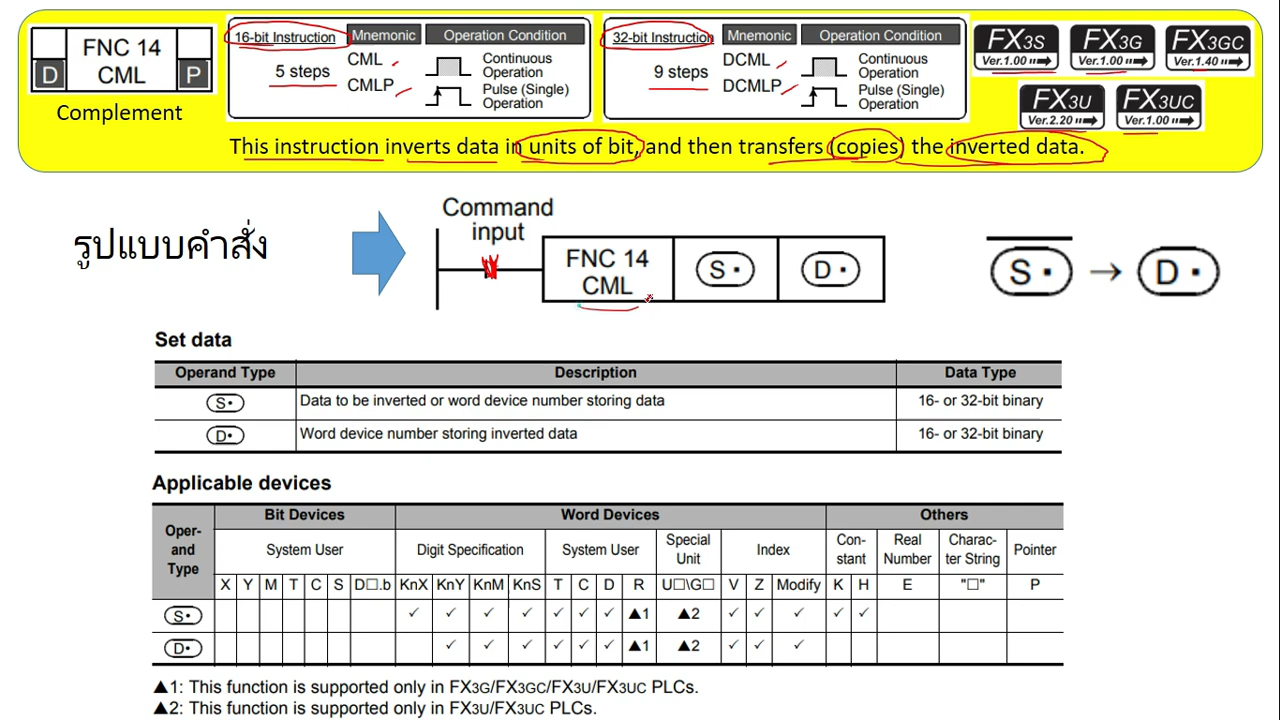 FNC 14
D CML P
Complement
16-bit Instruction Mnemonic Operation Condition
5 steps
CML Continuous Operation
CMLP Pulse (Single) Operation
32-bit Instruction Mnemonic Operation Condition
9 steps
DCML Continuous Operation
DCMLP Pulse (Single) Operation
FX3S Ver.1.00
FX3G Ver.1.00
FX3GC Ver.1.40
FX3U Ver.2.20
FX3UC Ver.1.00
This instruction inverts data in units of bit, and then transfers (copies) the inverted data.
รูปแบบคำสั่ง
Command
input
FNC 14
CML
S• D•
S• → D•
Set data
Operand Type Description Data Type
S• Data to be inverted or word device number storing data 16- or 32-bit binary
D• Word device number storing inverted data 16- or 32-bit binary
Applicable devices
Oper-and Type Bit Devices Word Devices Others
System User Digit Specification System User Special Unit Index Con-stant Real Number Charac-ter String Pointer
X Y M T C S D□.b KnX KnY KnM KnS T C D R U□\G□ V Z Modify K H E "□" P
S• ✓ ✓ ✓ ✓ ✓ ✓ ✓ ▲1 ▲2 ✓ ✓ ✓ ✓ ✓
D• ✓ ✓ ✓ ✓ ✓ ✓ ▲1 ▲2 ✓ ✓ ✓
▲1: This function is supported only in FX3G/FX3GC/FX3U/FX3UC PLCs.
▲2: This function is supported only in FX3U/FX3UC PLCs.